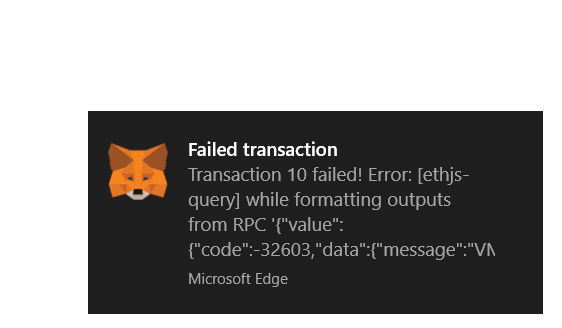 Failed transaction
Transaction 10 failed! Error: [ethjs-
query] while formatting outputs
from RPC '{"value":
{"code":-32603,"data":{"message":"VM
Microsoft Edge